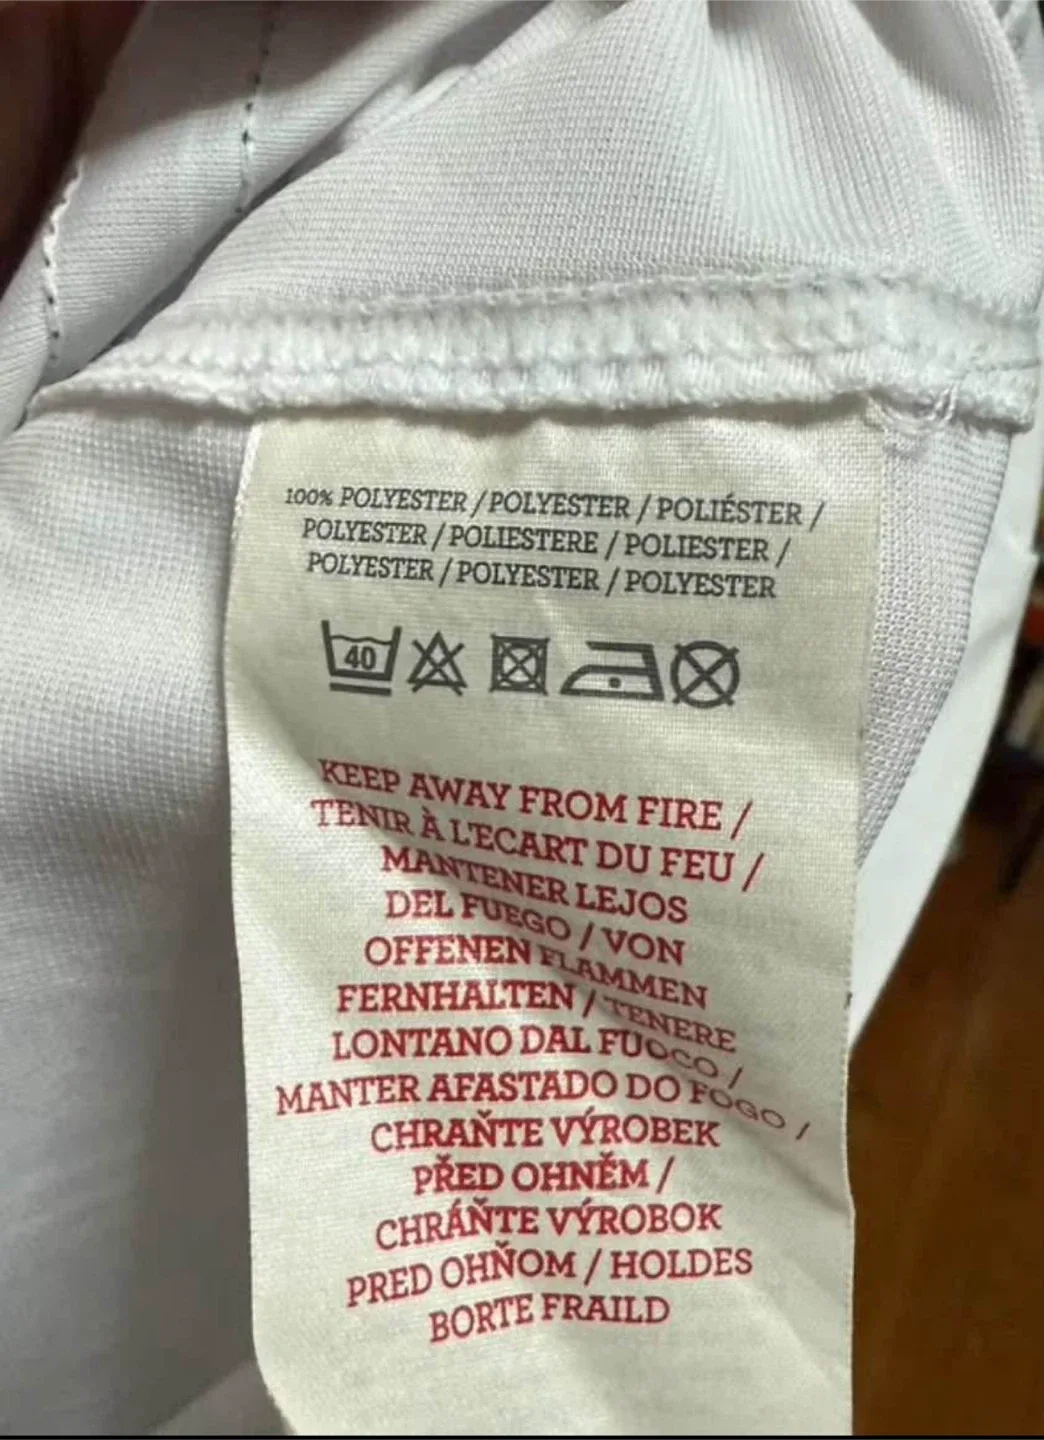 100% POLYESTER / POLYESTER / POLIÉSTER /
POLYESTER / POLIESTERE / POLIESTER /
POLYESTER / POLYESTER / POLYESTER
40
KEEP AWAY FROM FIRE /
TENIR À L'ECART DU FEU /
MANTENER LEJOS
DEL FUEGO / VON
OFFENEN FLAMMEN
FERNHALTEN / TENERE
LONTANO DAL FUOCO /
MANTER AFASTADO DO FOGO /
CHRAŇTE VÝROBEK
PŘED OHNĚM /
CHRÁŇTE VÝROBOK
PRED OHŇOM / HOLDES
BORTE FRAILD